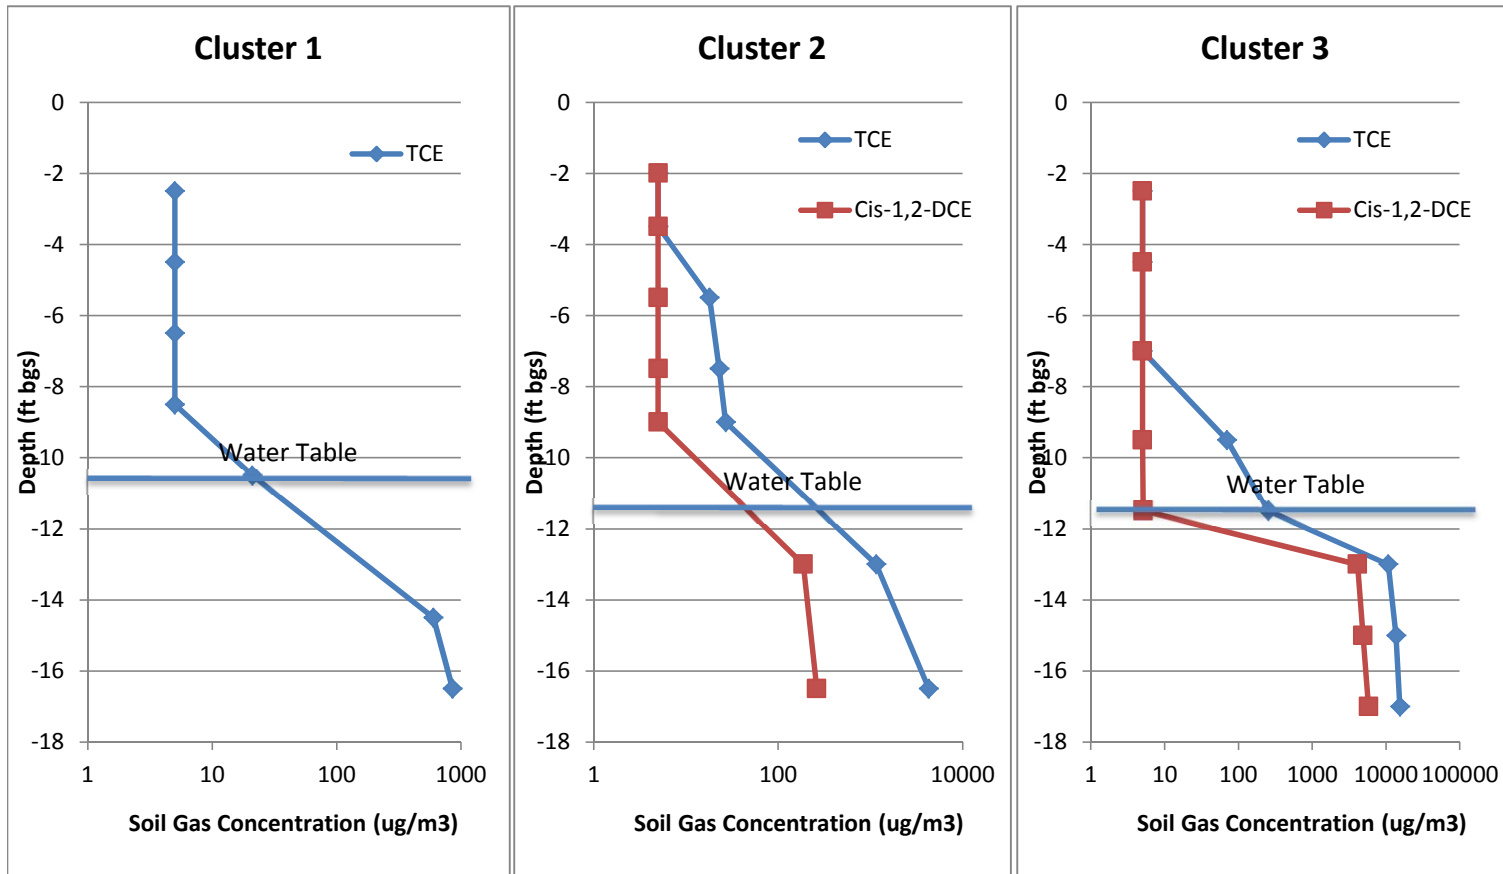 Cluster 1
0
-2
-4
-6
-8
-10
-12
-14
-16
-18
Depth (ft bgs)
TCE
Water Table
1
10
100
1000
Soil Gas Concentration (ug/m3)
Cluster 2
0
-2
-4
-6
-8
-10
-12
-14
-16
-18
Depth (ft bgs)
TCE
Cis-1,2-DCE
Water Table
1
100
10000
Soil Gas Concentration (ug/m3)
Cluster 3
0
-2
-4
-6
-8
-10
-12
-14
-16
-18
Depth (ft bgs)
TCE
Cis-1,2-DCE
Water Table
1
10
100
1000
10000
100000
Soil Gas Concentration (ug/m3)